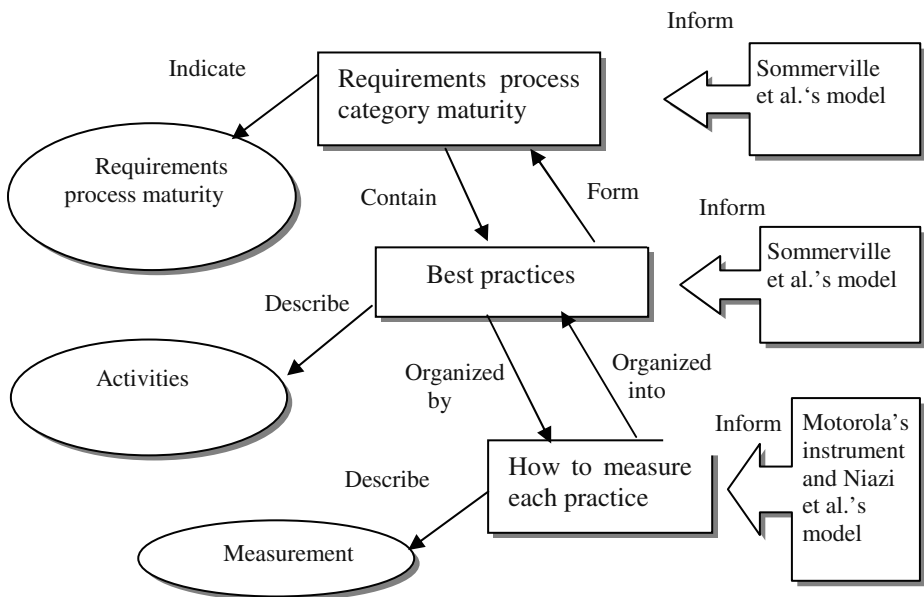 Inform
Indicate
Requirements process
category maturity
Sommerville
et al.‘s model
Requirements
process maturity
Contain
Form
Inform
Best practices
Sommerville
et al.’s model
Describe
Activities
Organized
by
Organized
into
Inform
Motorola’s
instrument
and Niazi
et al.’s
model
How to measure
each practice
Describe
Measurement